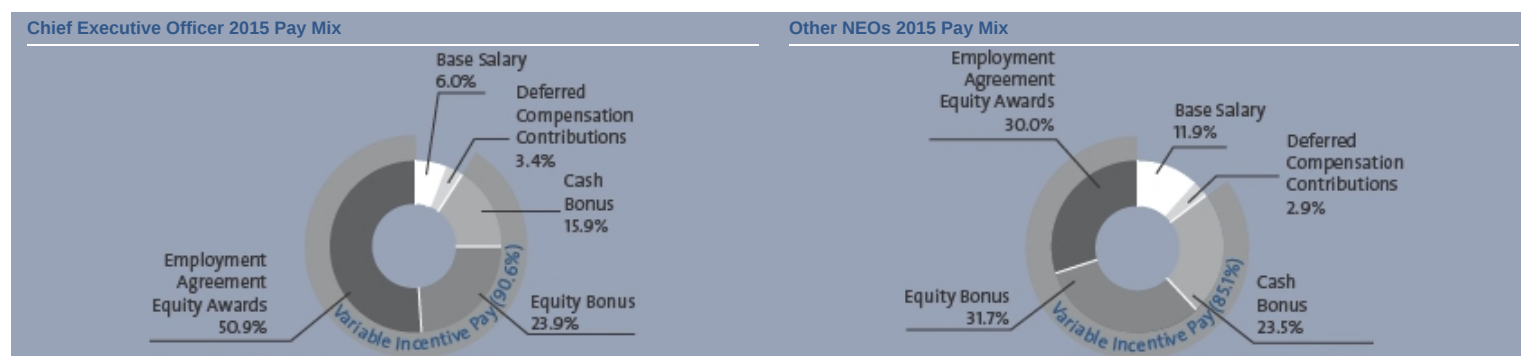 Chief Executive Officer 2015 Pay Mix
Base Salary
6.0%
Deferred
Compensation
Contributions
3.4%
Cash
Bonus
15.9%
Equity Bonus
23.9%
Employment
Agreement
Equity Awards
50.9%
Variable Incentive Pay (90.6%)
Other NEOs 2015 Pay Mix
Employment
Agreement
Equity Awards
30.0%
Base Salary
11.9%
Deferred
Compensation
Contributions
2.9%
Cash
Bonus
23.5%
Equity Bonus
31.7%
Variable Incentive Pay (85.1%)